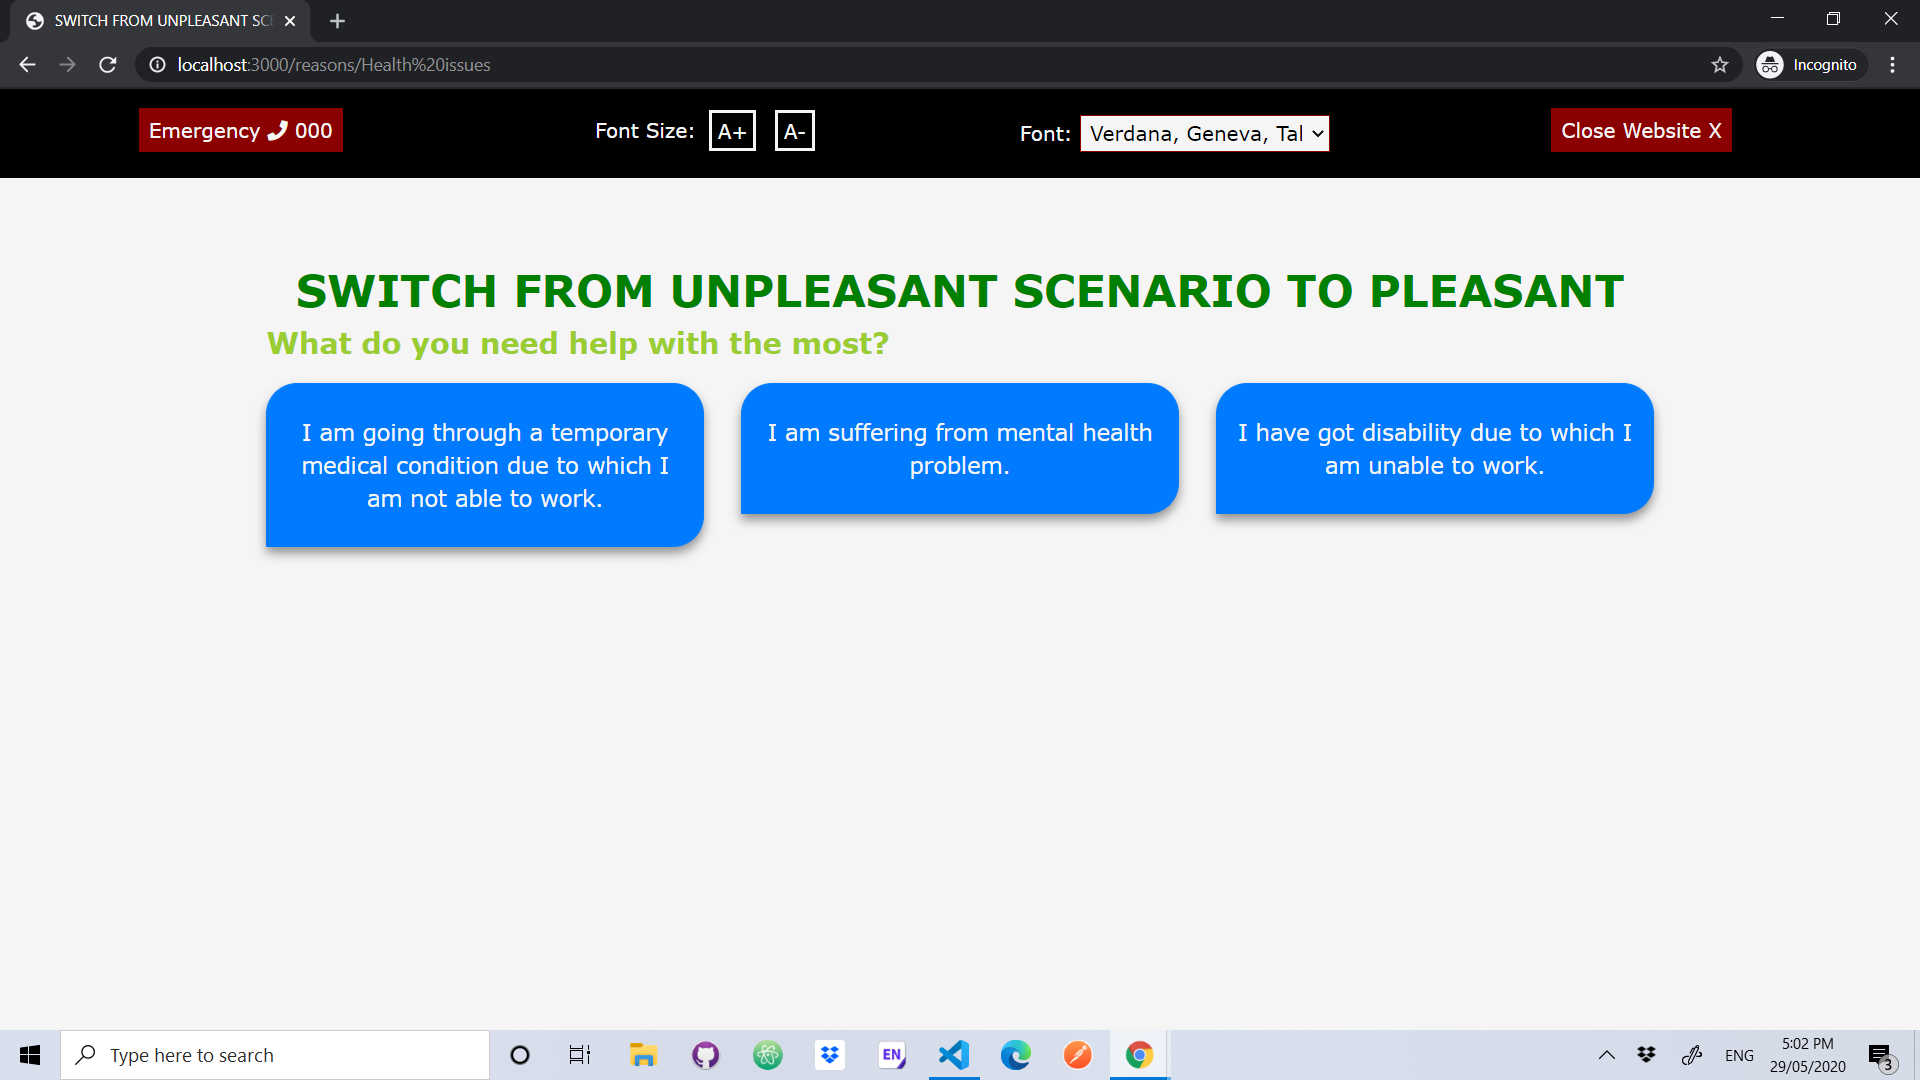 SWITCH FROM UNPLEASANT SCE
localhost:3000/reasons/Health%20issues
Incognito
Emergency 000
Font Size: A+ A-
Font: Verdana, Geneva, Tal
Close Website X
SWITCH FROM UNPLEASANT SCENARIO TO PLEASANT
What do you need help with the most?
I am going through a temporary
medical condition due to which I
am not able to work.
I am suffering from mental health
problem.
I have got disability due to which I
am unable to work.
Type here to search
EN
ENG
5:02 PM
29/05/2020
3